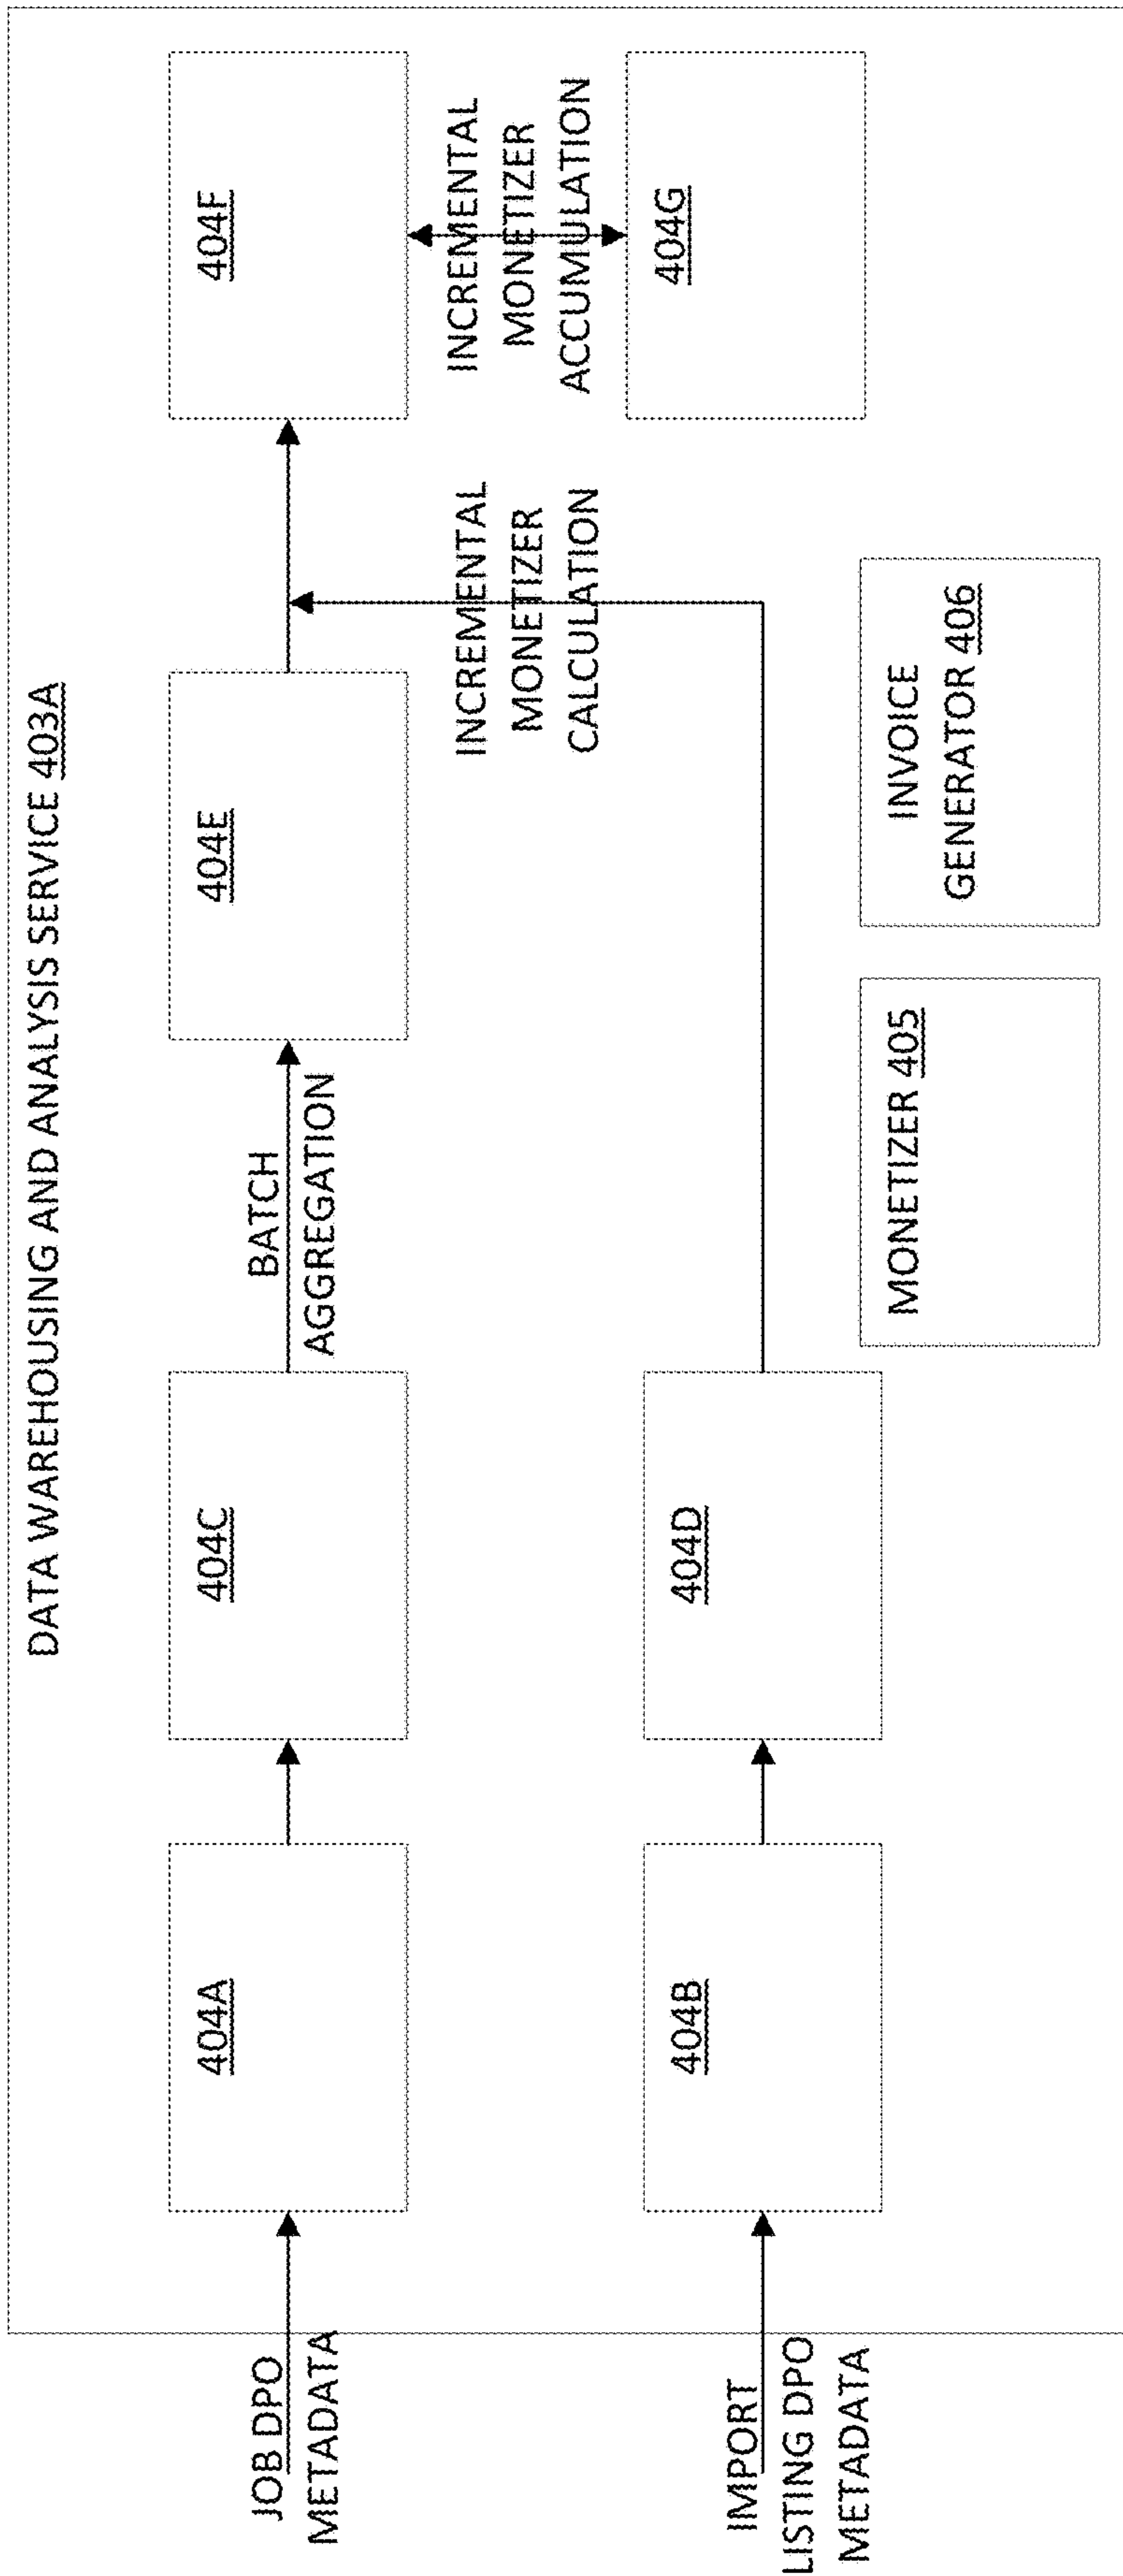 DATA WAREHOUSING AND ANALYSIS SERVICE 403A
JOB DPO
METADATA
404A
404C
BATCH
AGGREGATION
404E
404F
INCREMENTAL
MONETIZER
ACCUMULATION
404G
INCREMENTAL
MONETIZER
CALCULATION
IMPORT
LISTING DPO
METADATA
404B
404D
MONETIZER 405
INVOICE
GENERATOR 406